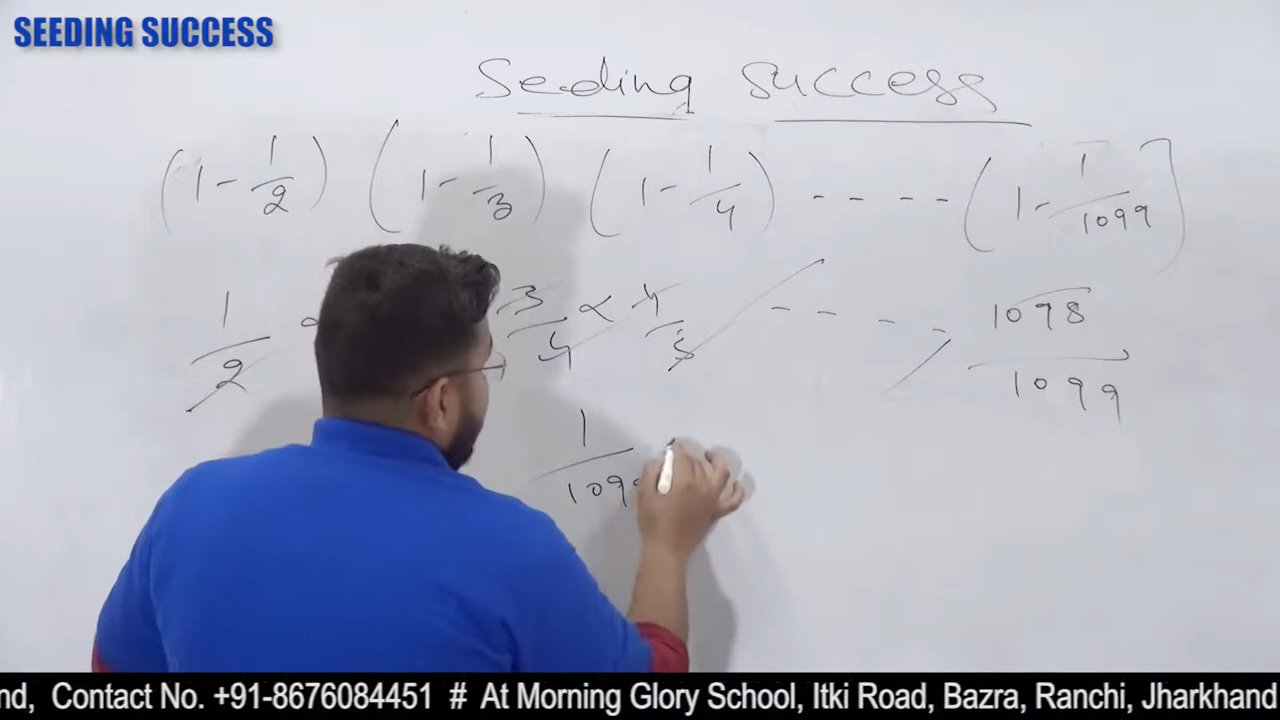 SEEDING SUCCESS
Seeding success
(1 - 1/2) (1 - 1/3) (1 - 1/4) - - - - (1 - 1/1099]
1/2 × 3/4 × 4/5 - - - - 1098/1099
1/109
nd, Contact No. +91-8676084451 # At Morning Glory School, Itki Road, Bazra, Ranchi, Jharkhand